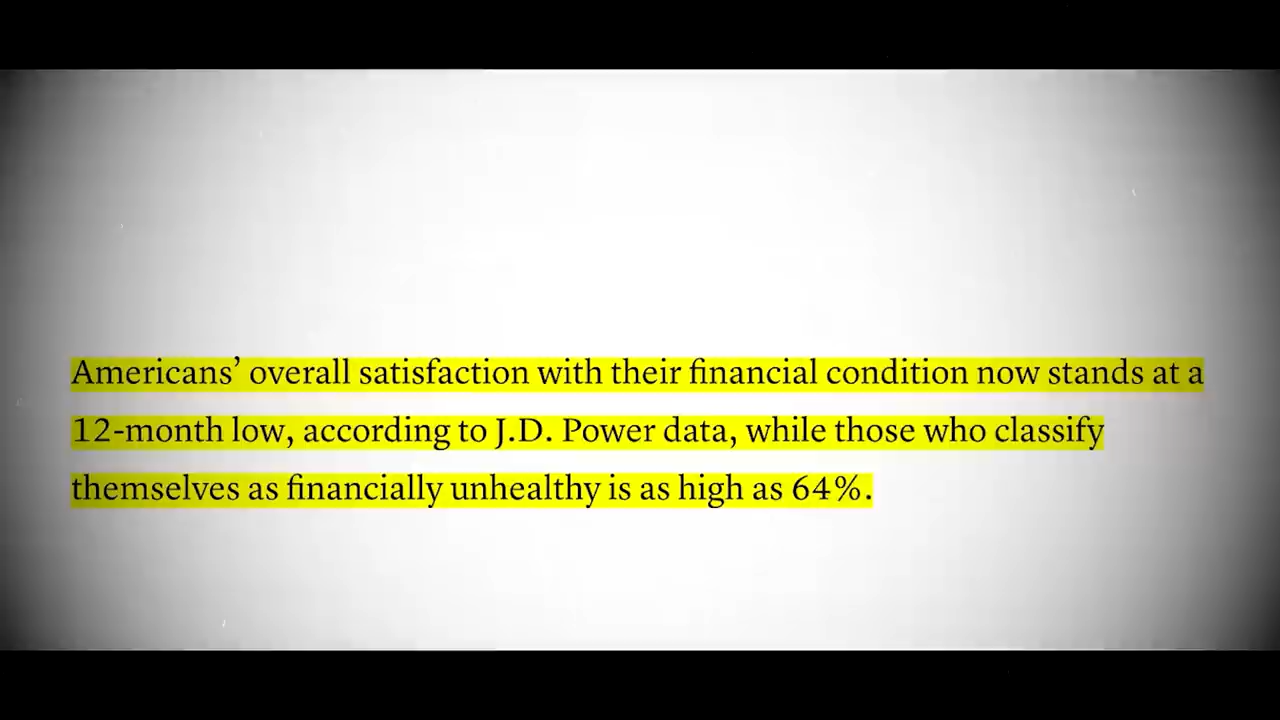 Americans’ overall satisfaction with their financial condition now stands at a
12-month low, according to J.D. Power data, while those who classify
themselves as financially unhealthy is as high as 64%.